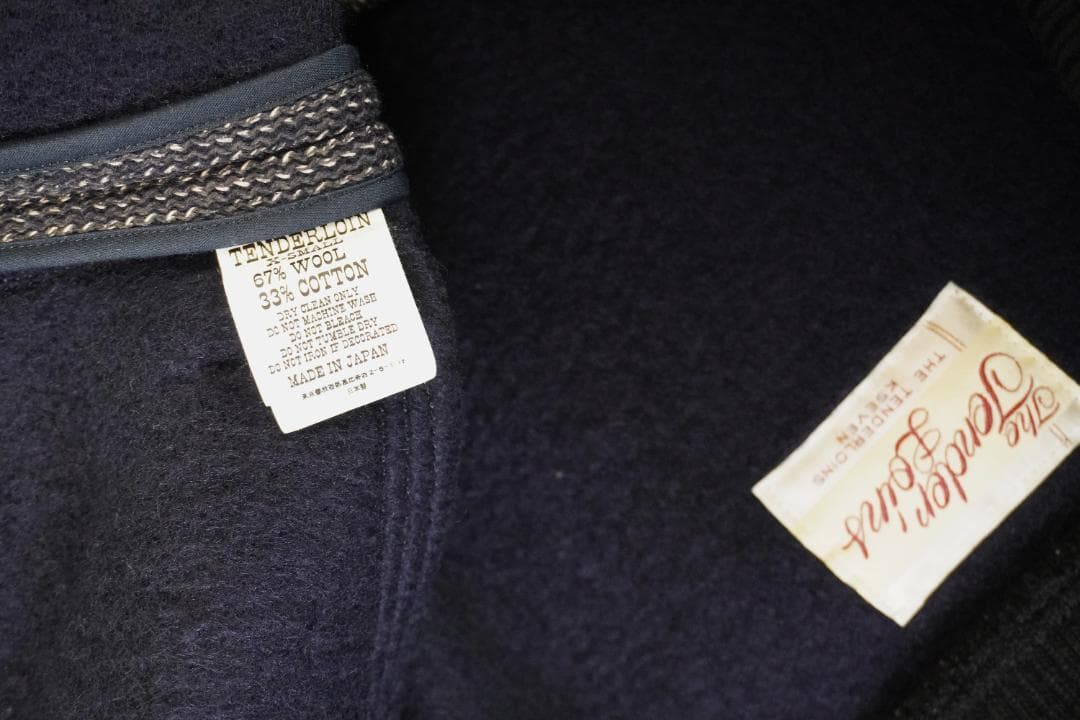 TENDERLOIN
X-SMALL
67% WOOL
33% COTTON
DRY CLEAN ONLY
DO NOT MACHINE WASH
DO NOT BLEACH
DO NOT TUMBLE DRY
DO NOT IRON IF DECORATED
MADE IN JAPAN
日本製
The
Tender
Loins
THE TENDERLOINS
KSEVEN